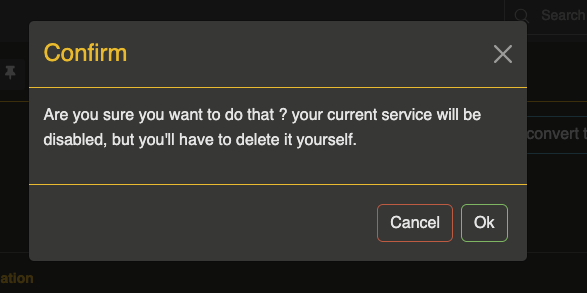 Search
Confirm
Are you sure you want to do that ? your current service will be
disabled, but you'll have to delete it yourself.
convert t
Cancel
Ok
ation